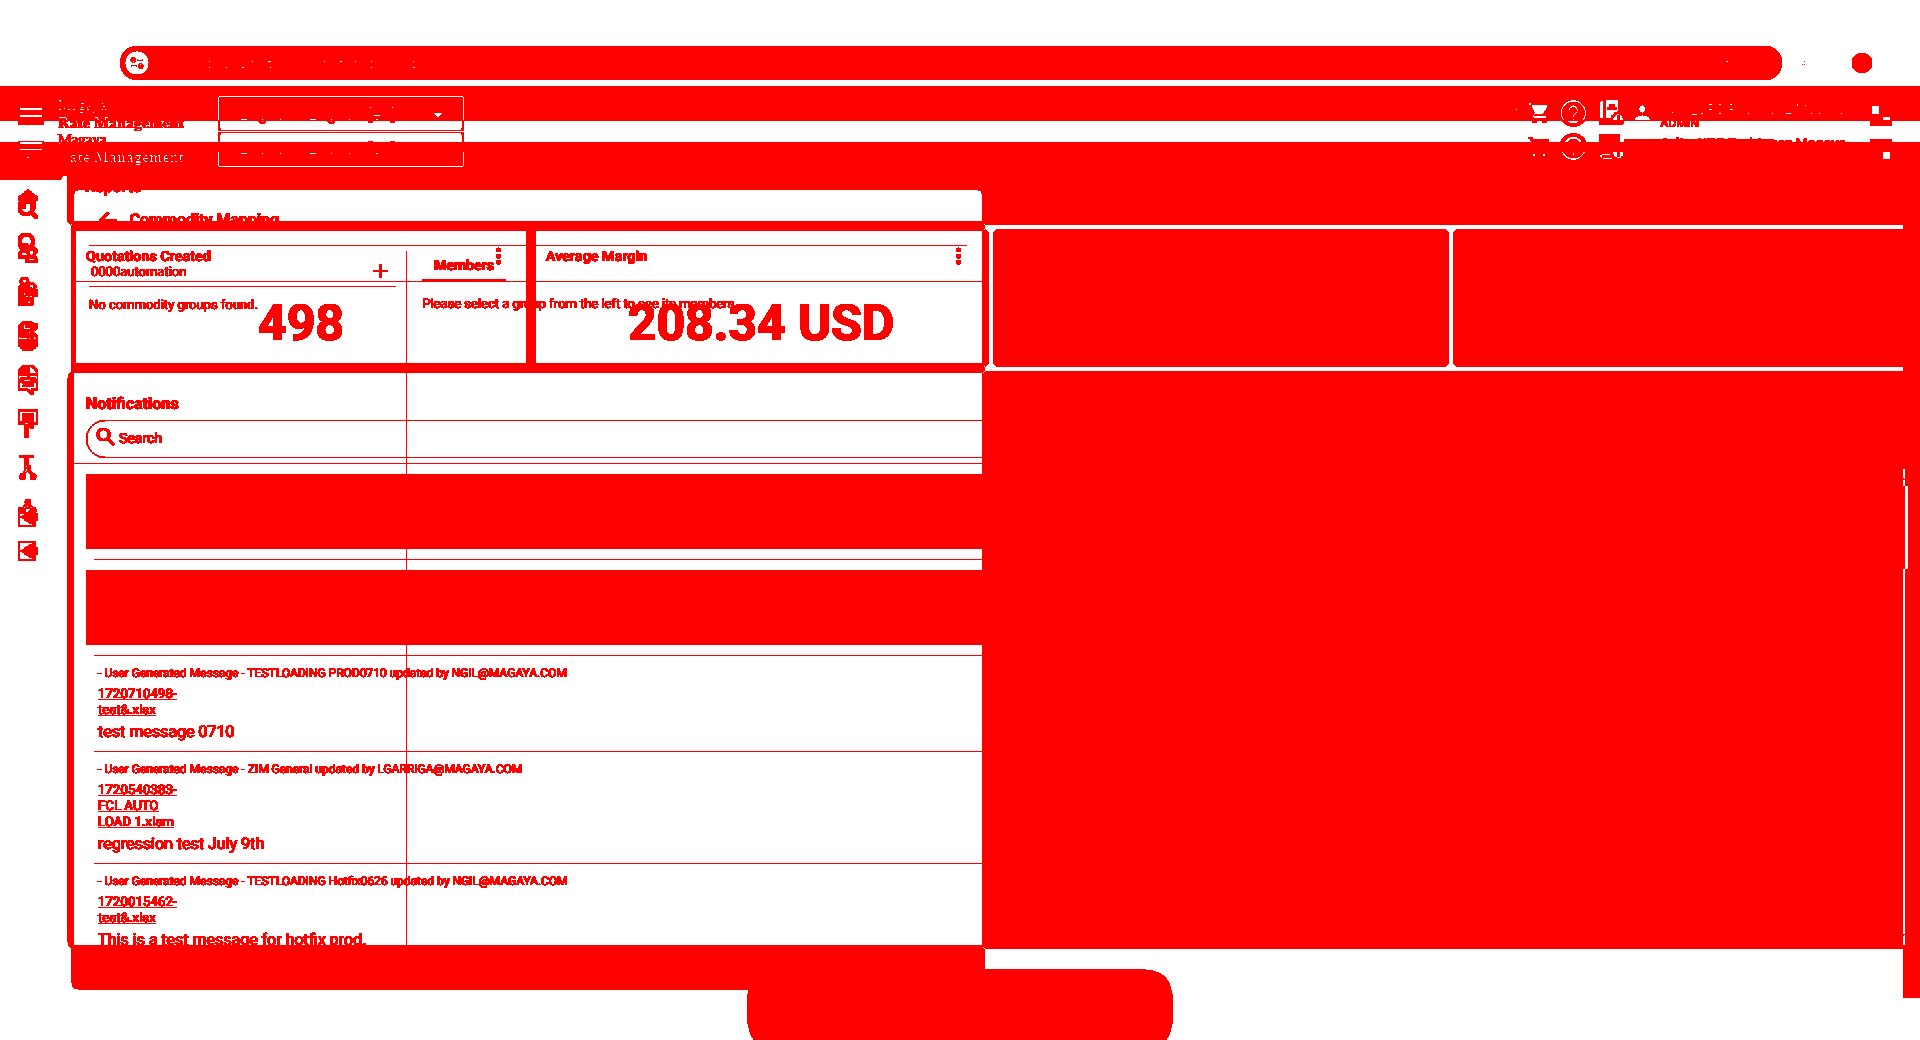 Rate Management
Magaya
Rate Management
ADMIN
Reports
Commodity Mapping
Quotations Created
0000automation
Members
Average Margin
No commodity groups found.
Please select a group from the left to see its members.
498
208.34 USD
Notifications
Search
- User Generated Message - TESTLOADING PROD0710 updated by NGIL@MAGAYA.COM
1720710498-
test8.xlsx
test message 0710
- User Generated Message - ZIM General updated by LGARRIGA@MAGAYA.COM
1720540383-
FCL AUTO
LOAD 1.xlsm
regression test July 9th
- User Generated Message - TESTLOADING Hotfix0626 updated by NGIL@MAGAYA.COM
1720015462-
test8.xlsx
This is a test message for hotfix prod.